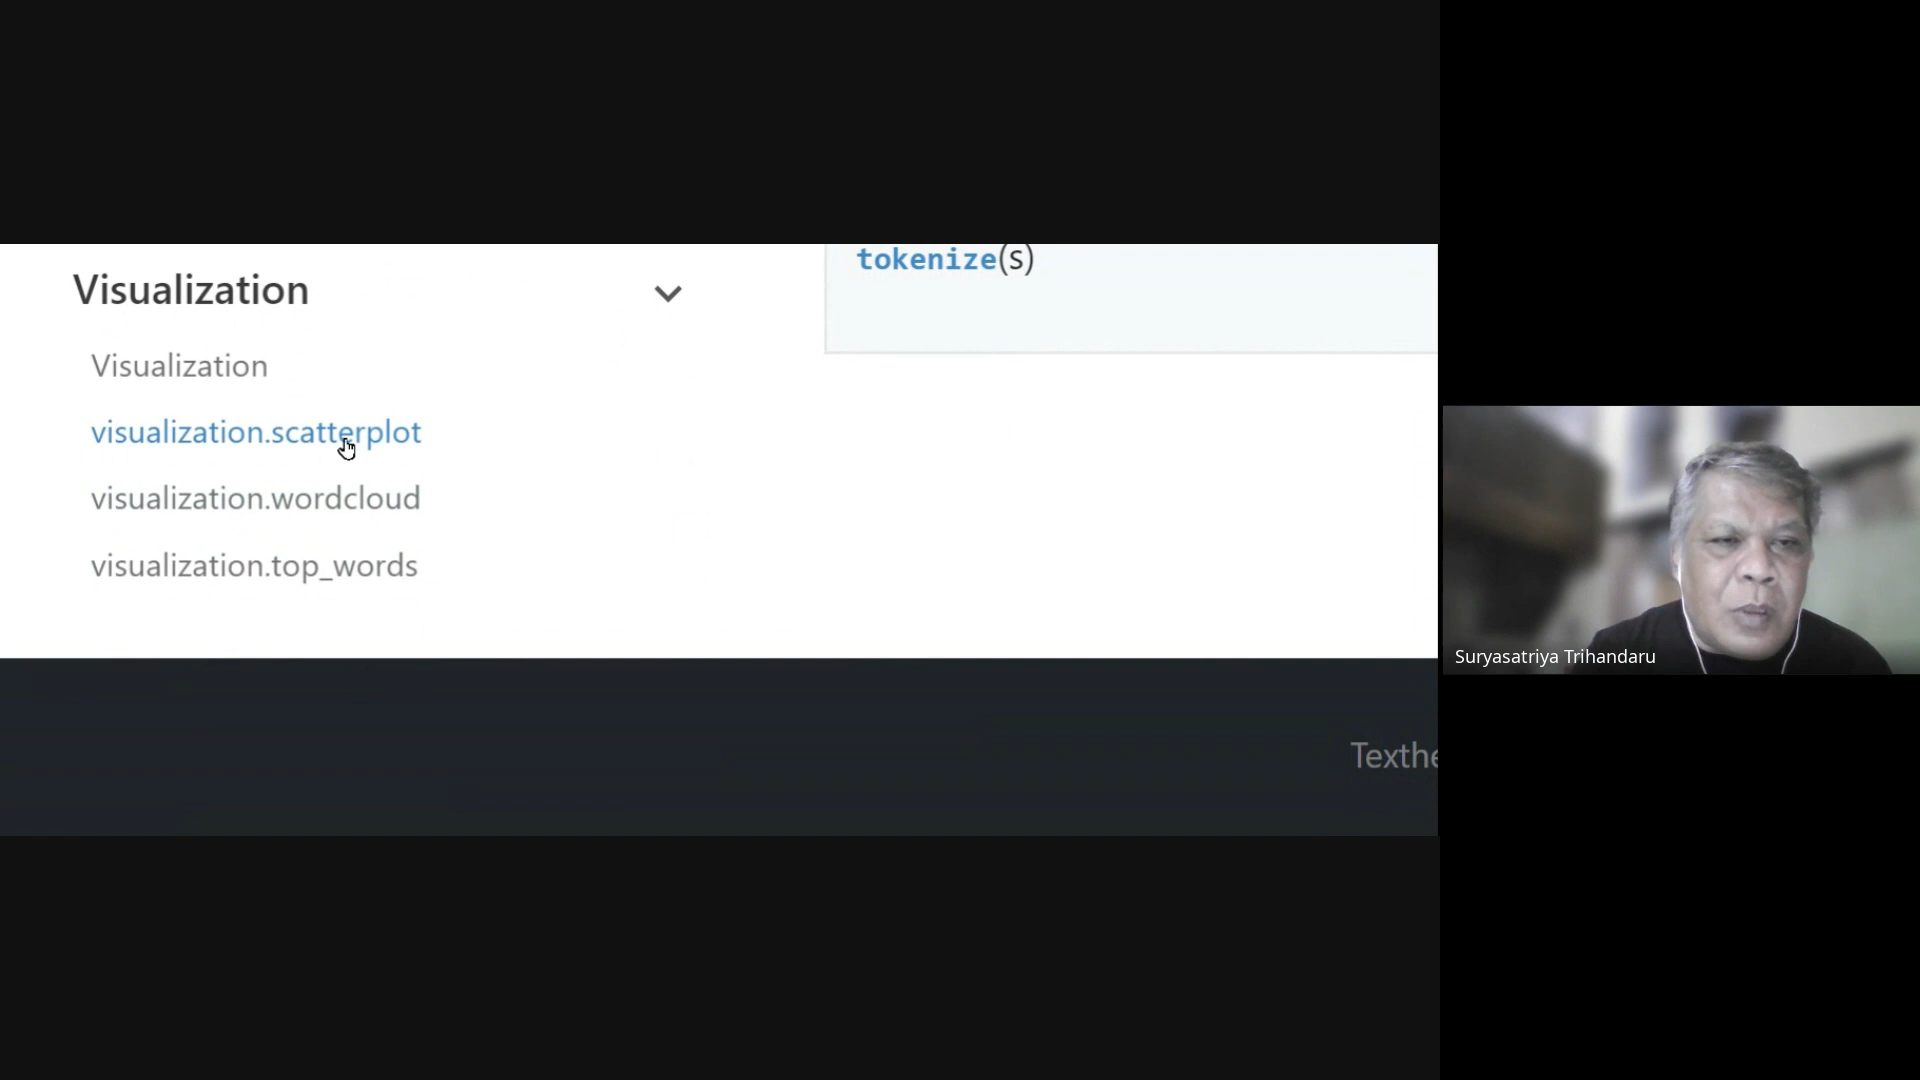 Visualization
Visualization
visualization.scatterplot
visualization.wordcloud
visualization.top_words
tokenize(s)
Texthe
Suryasatriya Trihandaru